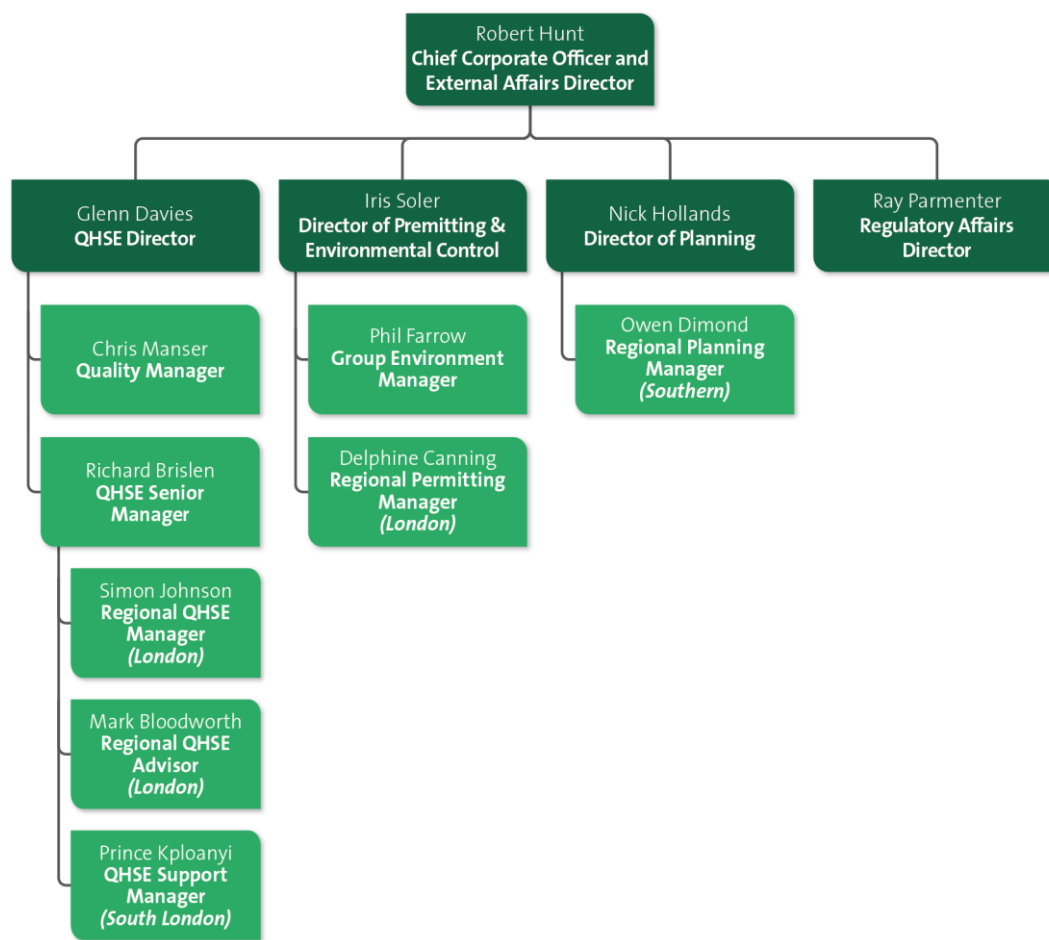 Robert Hunt
Chief Corporate Officer and
External Affairs Director
Glenn Davies
QHSE Director
Iris Soler
Director of Premitting &
Environmental Control
Nick Hollands
Director of Planning
Ray Parmenter
Regulatory Affairs
Director
Chris Manser
Quality Manager
Phil Farrow
Group Environment
Manager
Owen Dimond
Regional Planning
Manager
(Southern)
Richard Brislen
QHSE Senior
Manager
Delphine Canning
Regional Permitting
Manager
(London)
Simon Johnson
Regional QHSE
Manager
(London)
Mark Bloodworth
Regional QHSE
Advisor
(London)
Prince Kploanyi
QHSE Support
Manager
(South London)